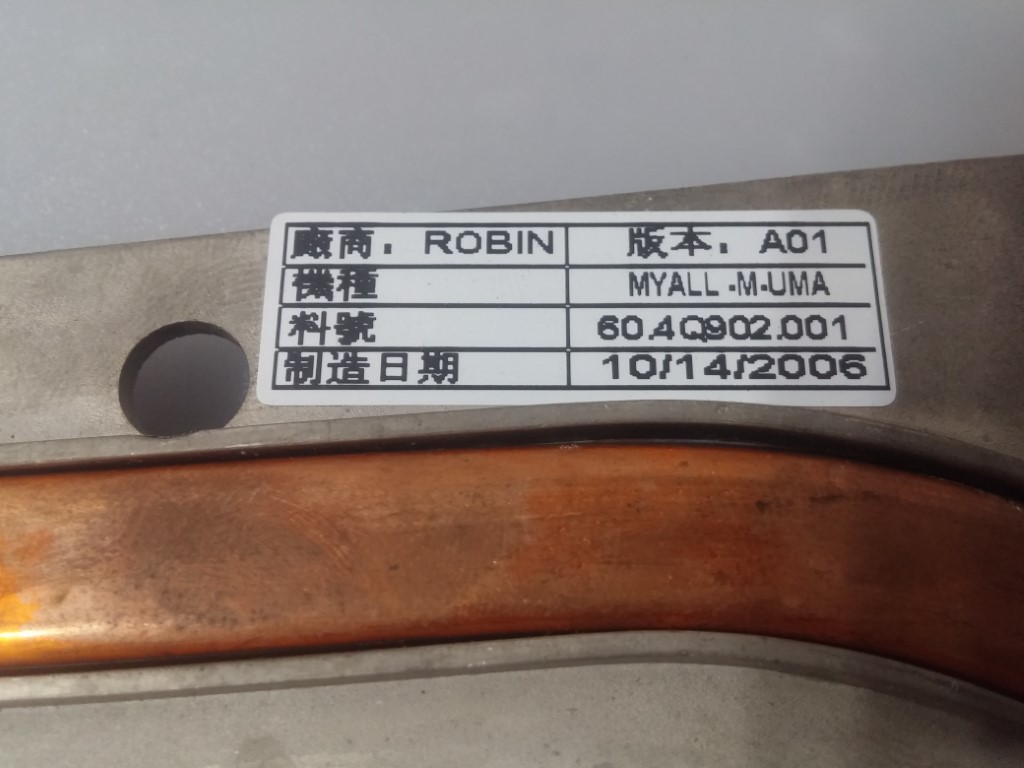 廠商: ROBIN 版本: A01
機種 MYALL-M-UMA
料號 60.4Q902.001
制造日期 10/14/2006